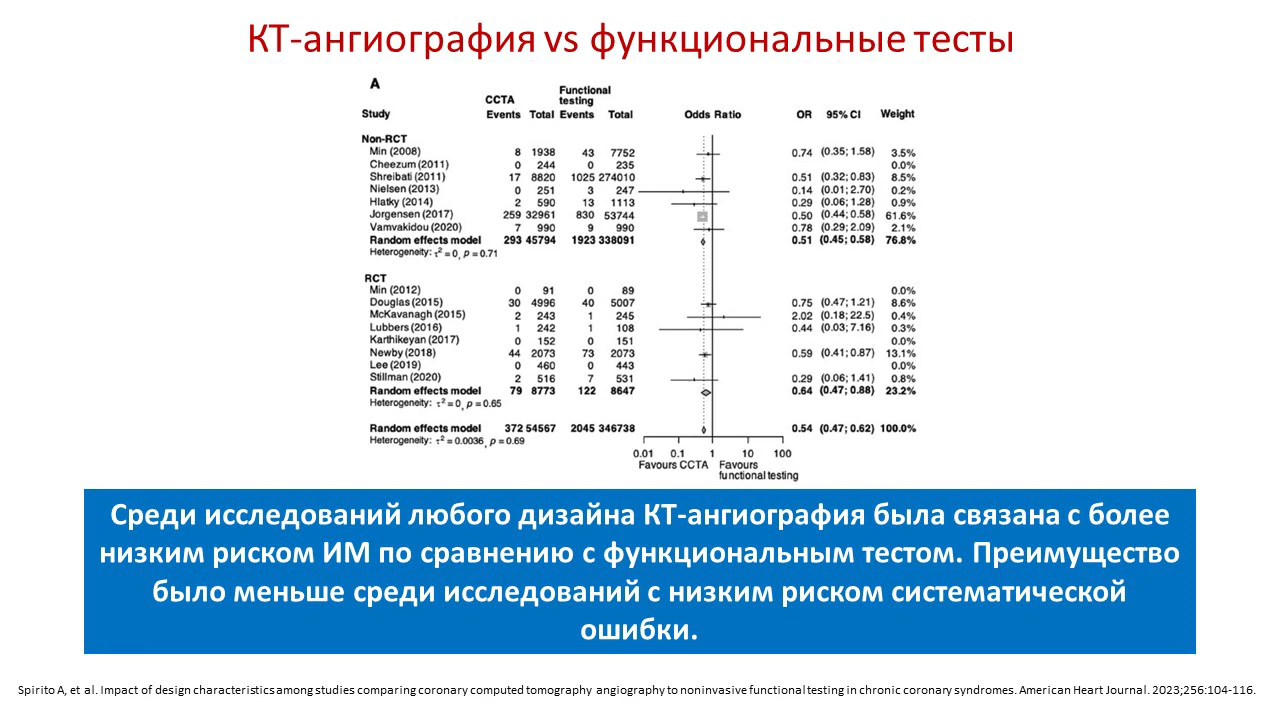 КТ-ангиография vs функциональные тесты
A
CCTA Functional testing
Study Events Total Events Total Odds Ratio OR 95% CI Weight
Non-RCT
Min (2008) 8 1938 43 7752 0.74 (0.35; 1.58) 3.5%
Cheezum (2011) 0 244 0 235 0.0%
Shreibati (2011) 17 8820 1025 274010 0.51 (0.32; 0.83) 8.5%
Nielsen (2013) 0 251 3 247 0.14 (0.01; 2.70) 0.2%
Hlatky (2014) 2 590 13 1113 0.29 (0.06; 1.28) 0.9%
Jorgensen (2017) 259 32961 830 53744 0.50 (0.44; 0.58) 61.6%
Vamvakidou (2020) 7 990 9 990 0.78 (0.29; 2.09) 2.1%
Random effects model 293 45794 1923 338091 0.51 (0.45; 0.58) 76.8%
Heterogeneity: τ² = 0, p = 0.71
RCT
Min (2012) 0 91 0 89 0.0%
Douglas (2015) 30 4996 40 5007 0.75 (0.47; 1.21) 8.6%
McKavanagh (2015) 2 243 1 245 2.02 (0.18; 22.5) 0.4%
Lubbers (2016) 1 242 1 108 0.44 (0.03; 7.16) 0.3%
Karthikeyan (2017) 0 152 0 151 0.0%
Newby (2018) 44 2073 73 2073 0.59 (0.41; 0.87) 13.1%
Lee (2019) 0 460 0 443 0.0%
Stillman (2020) 2 516 7 531 0.29 (0.06; 1.41) 0.8%
Random effects model 79 8773 122 8647 0.64 (0.47; 0.88) 23.2%
Heterogeneity: τ² = 0, p = 0.65
Random effects model 372 54567 2045 346738 0.54 (0.47; 0.62) 100.0%
Heterogeneity: τ² = 0.0036, p = 0.69
0.01 0.1 1 10 100
Favours CCTA Favours
functional testing
Среди исследований любого дизайна КТ-ангиография была связана с более
низким риском ИМ по сравнению с функциональным тестом. Преимущество
было меньше среди исследований с низким риском систематической
ошибки.
Spirito A, et al. Impact of design characteristics among studies comparing coronary computed tomography angiography to noninvasive functional testing in chronic coronary syndromes. American Heart Journal. 2023;256:104-116.